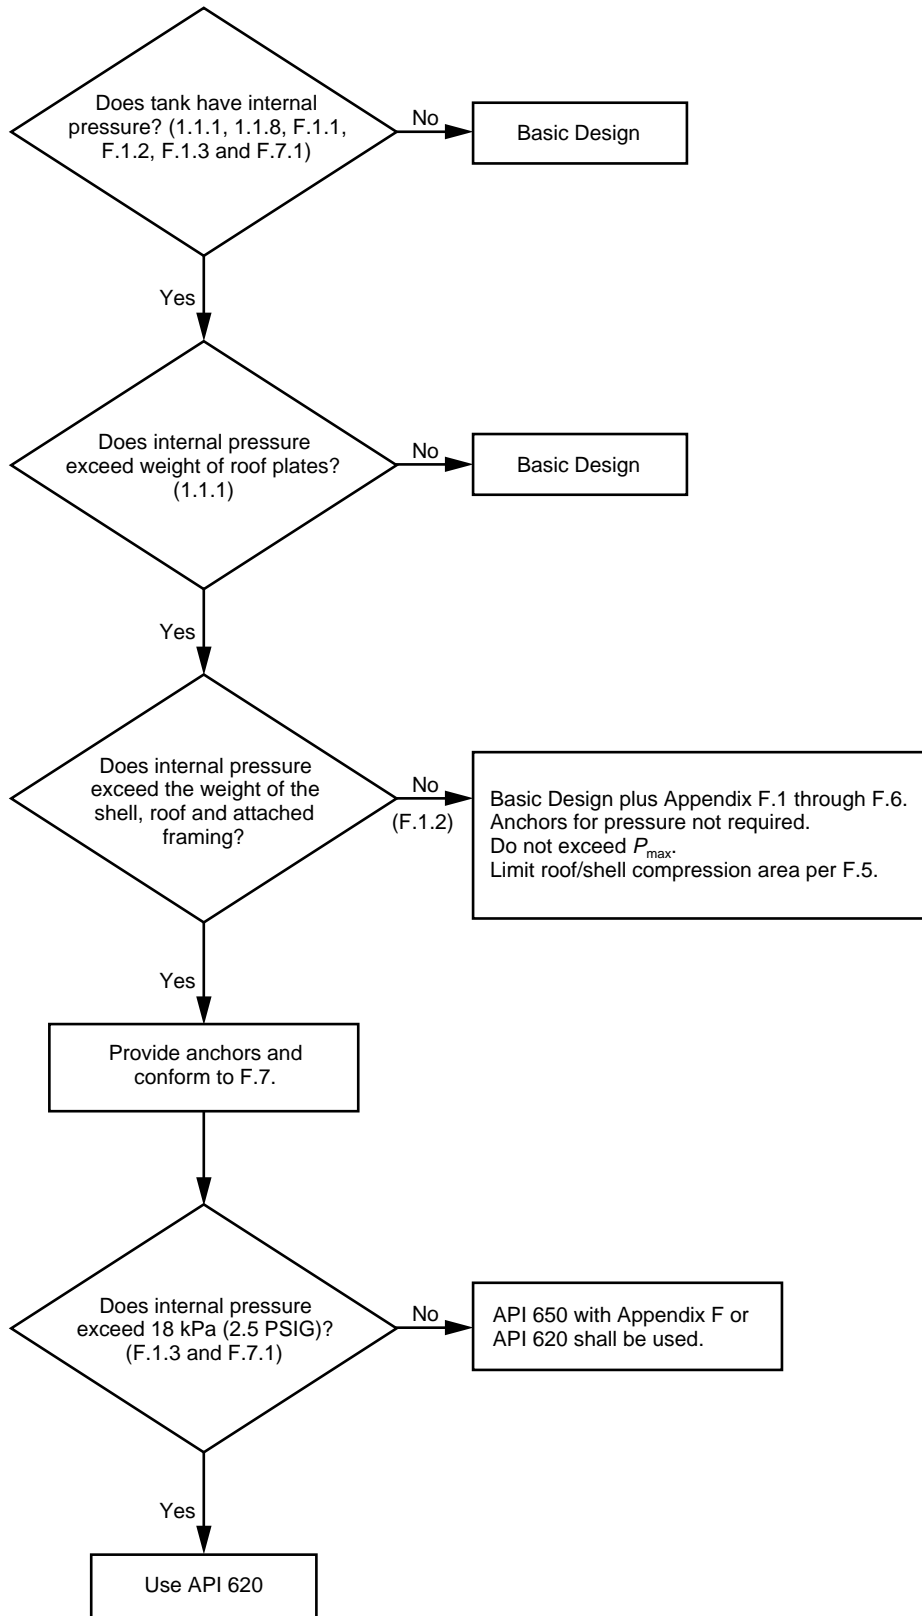 Does tank have internal
pressure? (1.1.1, 1.1.8, F.1.1,
F.1.2, F.1.3 and F.7.1)
No
Basic Design
Yes
Does internal pressure
exceed weight of roof plates?
(1.1.1)
No
Basic Design
Yes
Does internal pressure
exceed the weight of the
shell, roof and attached
framing?
No
(F.1.2)
Basic Design plus Appendix F.1 through F.6.
Anchors for pressure not required.
Do not exceed Pmax.
Limit roof/shell compression area per F.5.
Yes
Provide anchors and
conform to F.7.
Does internal pressure
exceed 18 kPa (2.5 PSIG)?
(F.1.3 and F.7.1)
No
API 650 with Appendix F or
API 620 shall be used.
Yes
Use API 620